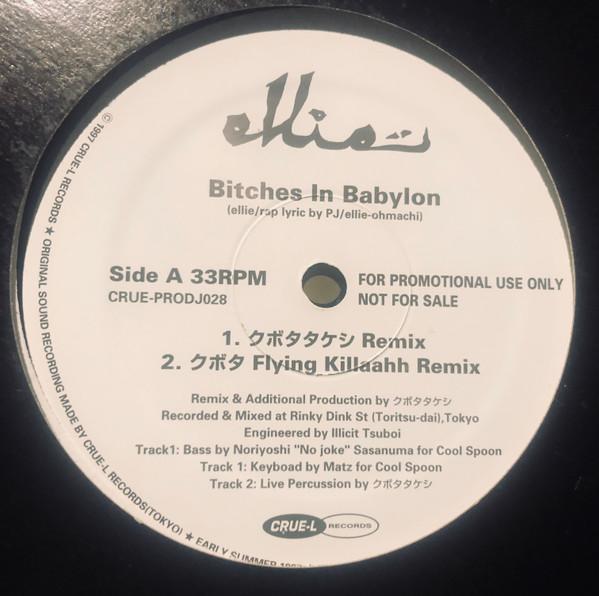 ellie
Bitches In Babylon
(ellie/rap lyric by PJ/ellie-ohmachi)
Side A 33RPM
CRUE-PRODJ028
FOR PROMOTIONAL USE ONLY
NOT FOR SALE
1. クボタタケシ Remix
2. クボタ Flying Killaahh Remix
Remix & Additional Production by クボタタケシ
Recorded & Mixed at Rinky Dink St (Toritsu-dai),Tokyo
Engineered by Illicit Tsuboi
Track1: Bass by Noriyoshi "No joke" Sasanuma for Cool Spoon
Track 1: Keyboad by Matz for Cool Spoon
Track 2: Live Percussion by クボタタケシ
CRUE-L RECORDS
© 1997 CRUE-L RECORDS ★ ORIGINAL SOUND RECORDING MADE BY CRUE-L RECORDS(TOKYO) ★ EARLY SUMMER